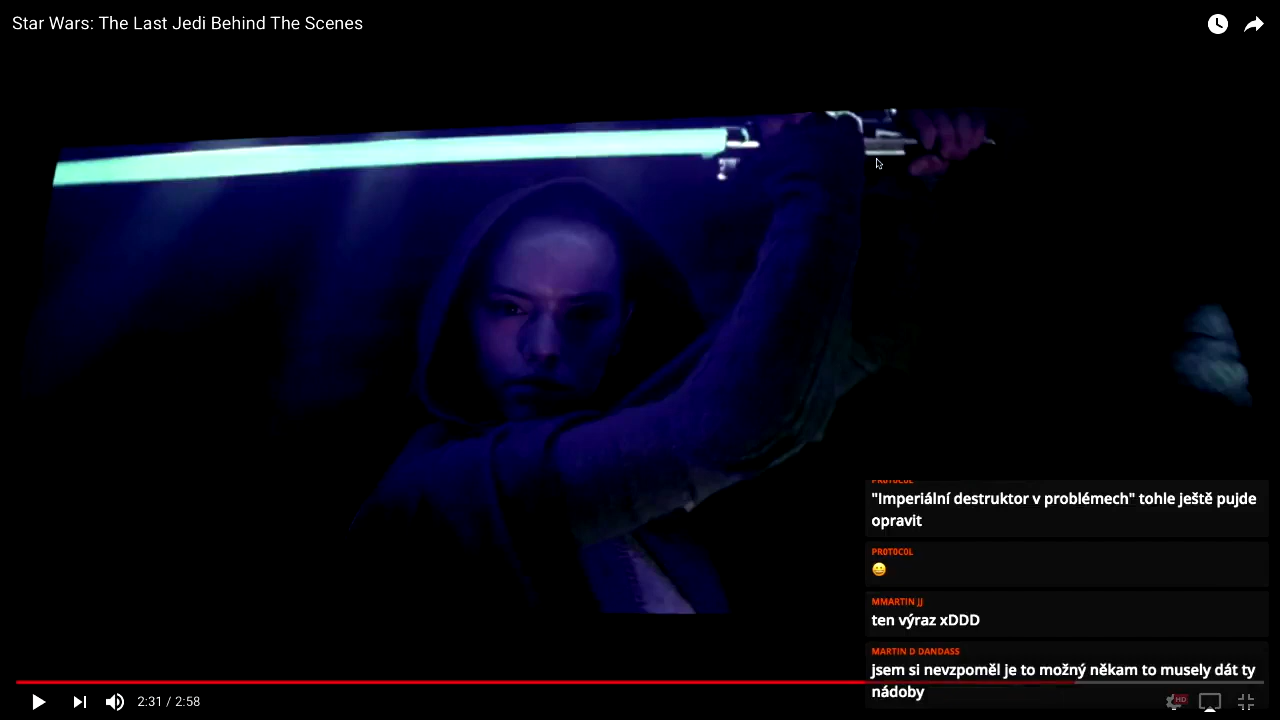 Star Wars: The Last Jedi Behind The Scenes
PROTOCOL
"Imperiální destruktor v problémech" tohle ještě pujde
opravit
PROTOCOL
😄
MMARTIN JJ
ten výraz xDDD
MARTIN D DANDASS
jsem si nevzpoměl je to možný někam to musely dát ty
nádoby
2:31 / 2:58
HD